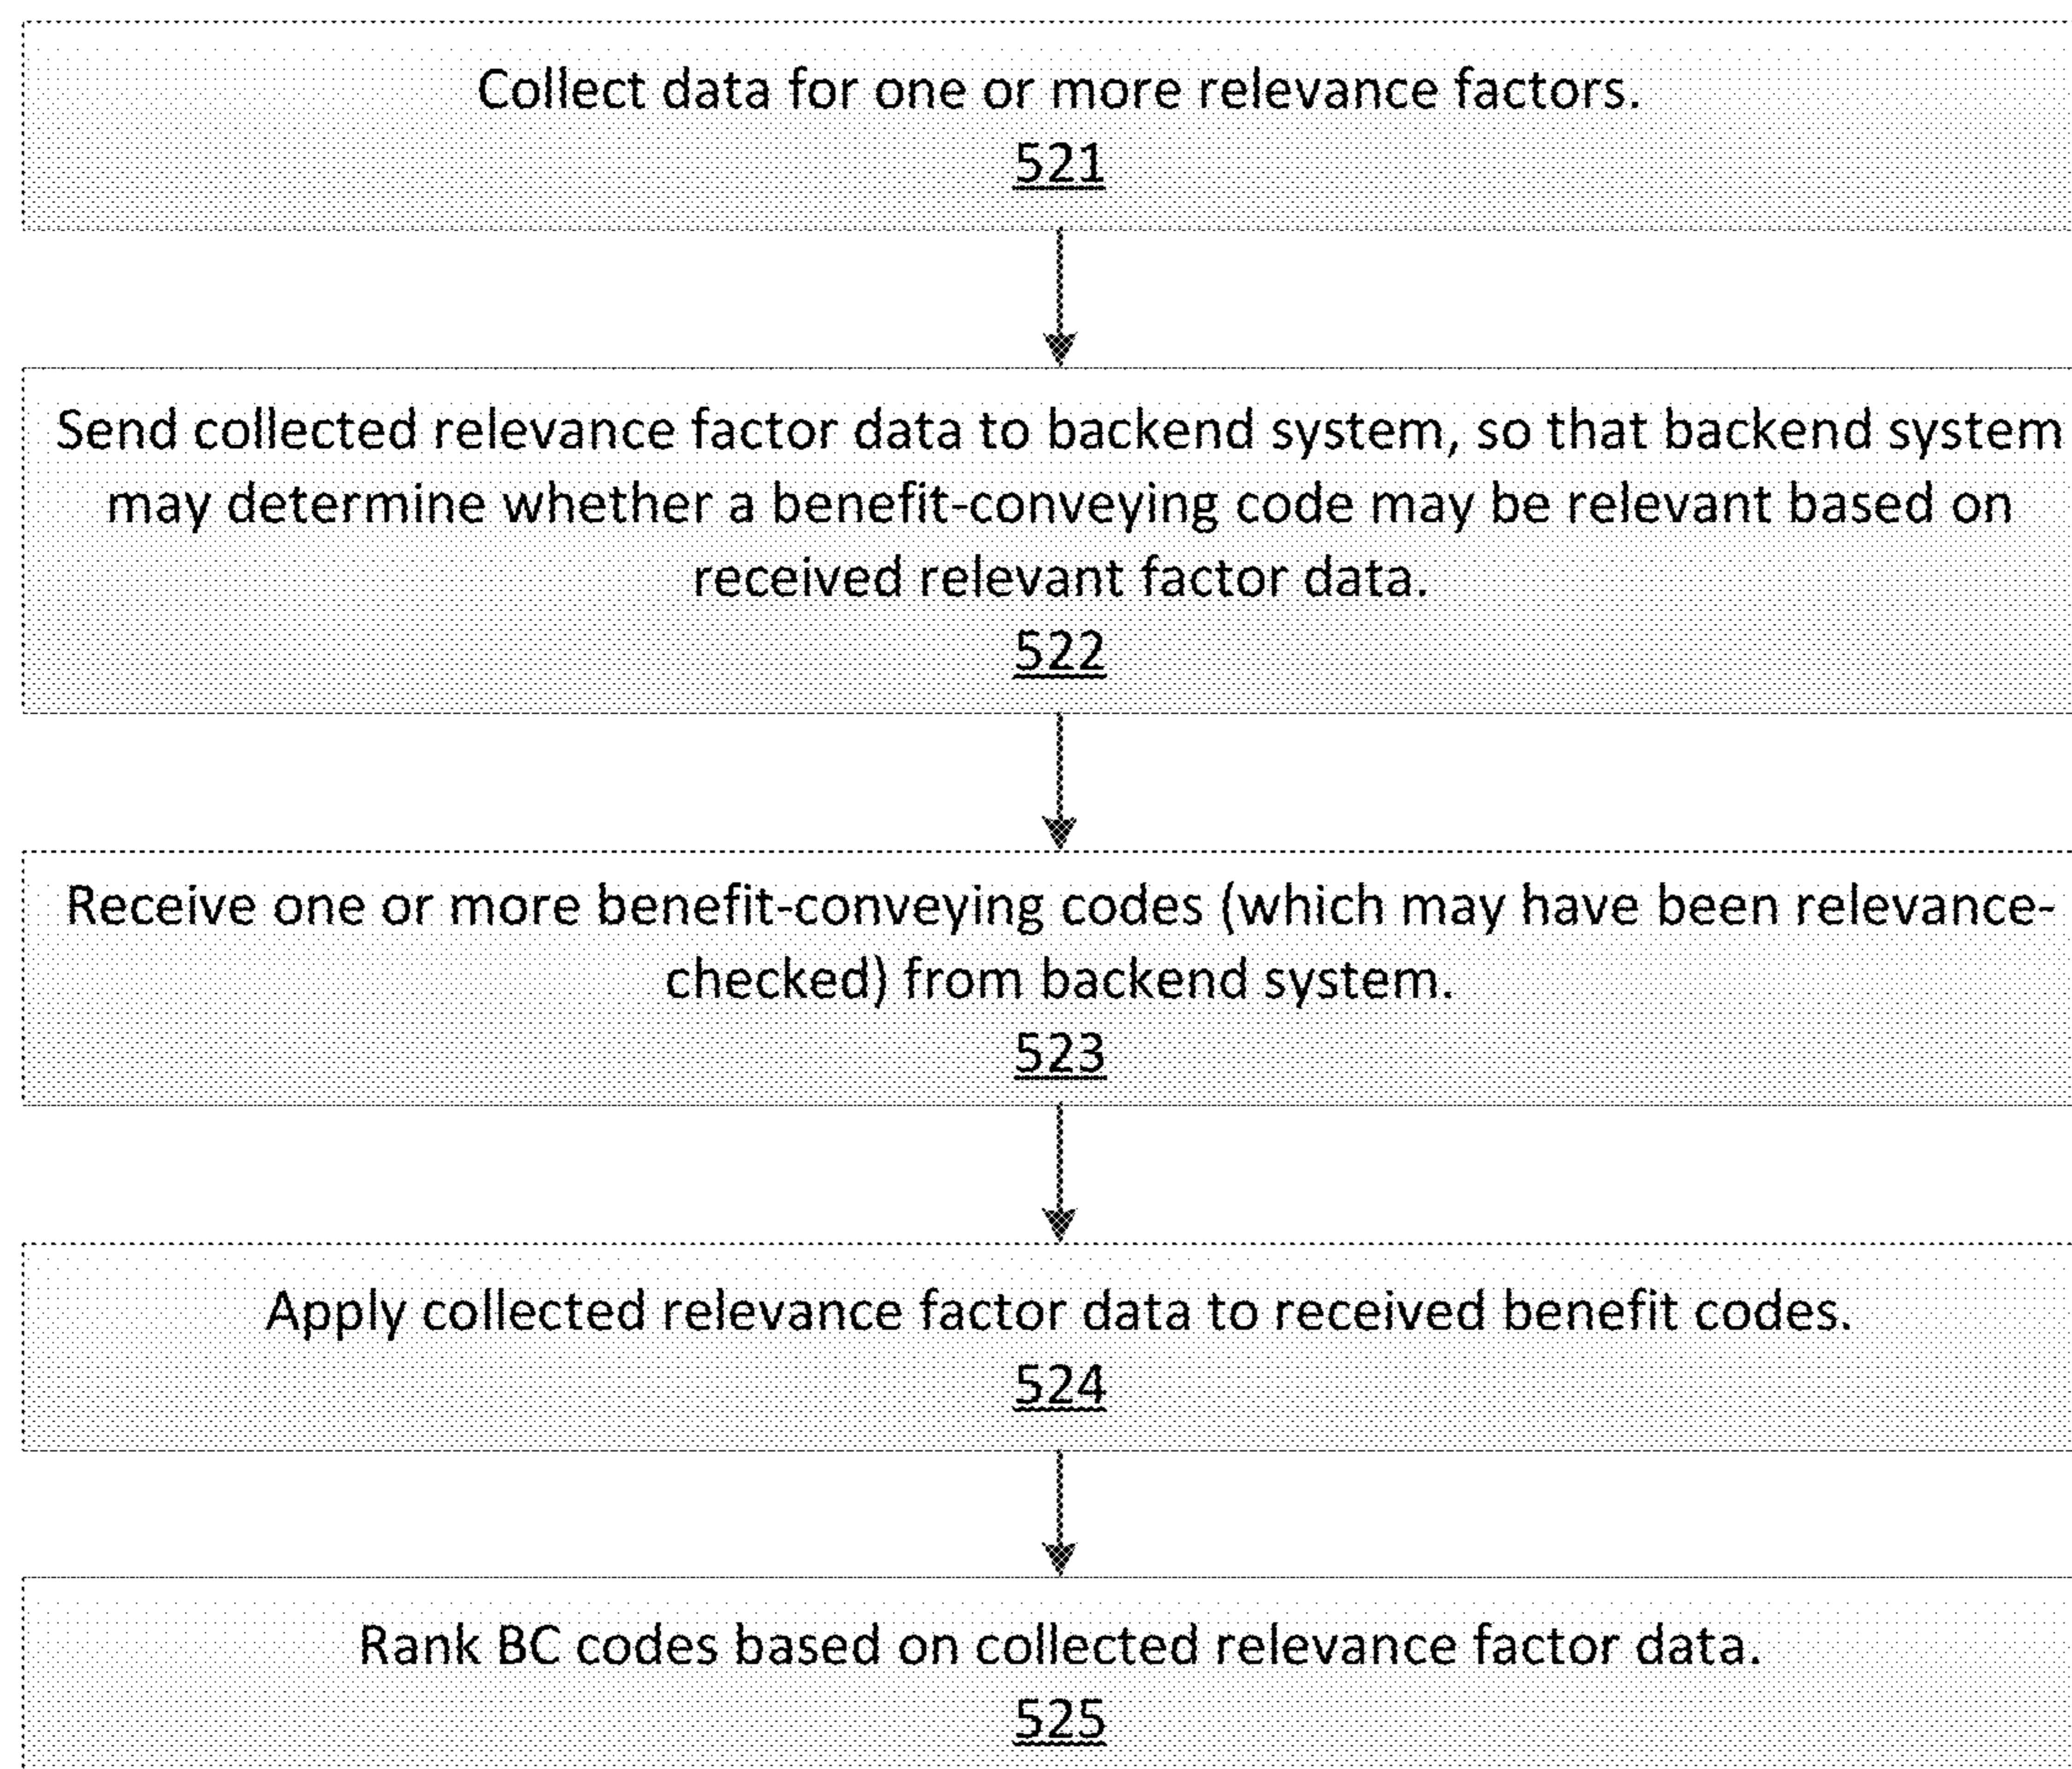 Collect data for one or more relevance factors.
521
Send collected relevance factor data to backend system, so that backend system
may determine whether a benefit-conveying code may be relevant based on
received relevant factor data.
522
Receive one or more benefit-conveying codes (which may have been relevance-
checked) from backend system.
523
Apply collected relevance factor data to received benefit codes.
524
Rank BC codes based on collected relevance factor data.
525